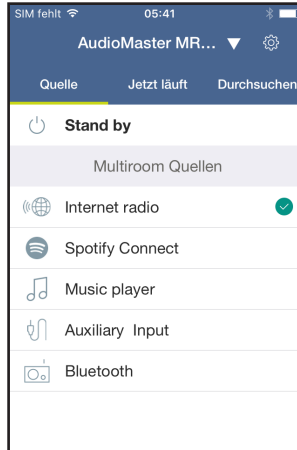 SIM fehlt 05:41
AudioMaster MR... ▼
Quelle Jetzt läuft Durchsuchen
Stand by
Multiroom Quellen
Internet radio
Spotify Connect
Music player
Auxiliary Input
Bluetooth